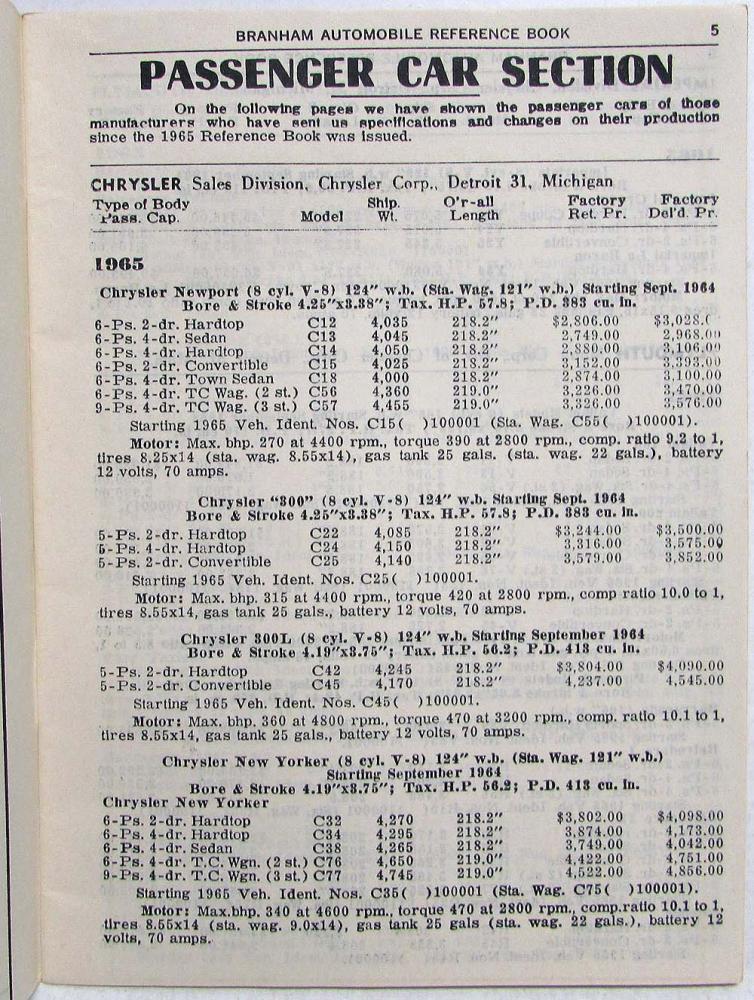 BRANHAM AUTOMOBILE REFERENCE BOOK 5
PASSENGER CAR SECTION
On the following pages we have shown the passenger cars of those
manufacturers who have sent us specifications and changes on their production
since the 1965 Reference Book was issued.
CHRYSLER Sales Division, Chrysler Corp., Detroit 31, Michigan
Type of Body Ship. O'r-all Factory Factory
Pass. Cap. Model Wt. Length Ret. Pr. Del'd. Pr.
1965
Chrysler Newport (8 cyl. V-8) 124" w.b. (Sta. Wag. 121" w.b.) Starting Sept. 1964
Bore & Stroke 4.25"x3.38"; Tax. H.P. 57.8; P.D. 383 cu. in.
6-Ps. 2-dr. Hardtop C12 4,035 218.2" $2,806.00
6-Ps. 4-dr. Sedan C13 4,045 218.2" 2,749.00 2,968.00
6-Ps. 4-dr. Hardtop C14 4,050 218.2" 2,880.00 3,106.00
6-Ps. 2-dr. Convertible C15 4,025 218.2" 3,152.00 3,393.00
6-Ps. 4-dr. Town Sedan C18 4,000 218.2" 2,874.00 3,100.00
6-Ps. 4-dr. TC Wag. (2 st.) C56 4,360 219.0" 3,226.00 3,470.00
9-Ps. 4-dr. TC Wag. (3 st.) C57 4,455 219.0" 3,326.00 3,576.00
Starting 1965 Veh. Ident. Nos. C15( )100001 (Sta. Wag. C55( )100001).
Motor: Max. bhp. 270 at 4400 rpm., torque 390 at 2800 rpm., comp. ratio 9.2 to 1,
tires 8.25x14 (sta. wag. 8.55x14), gas tank 25 gals. (sta. wag. 22 gals.), battery
12 volts, 70 amps.
Chrysler "300" (8 cyl. V-8) 124" w.b. Starting Sept. 1964
Bore & Stroke 4.25"x3.38"; Tax. H.P. 57.8; P.D. 383 cu. in.
5-Ps. 2-dr. Hardtop C22 4,085 218.2" $3,244.00 $3,500.00
5-Ps. 4-dr. Hardtop C24 4,150 218.2" 3,316.00 3,575.00
5-Ps. 2-dr. Convertible C25 4,140 218.2" 3,579.00 3,852.00
Starting 1965 Veh. Ident. Nos. C25( )100001.
Motor: Max. bhp. 315 at 4400 rpm., torque 420 at 2800 rpm., comp ratio 10.0 to 1,
tires 8.55x14, gas tank 25 gals., battery 12 volts, 70 amps.
Chrysler 300L (8 cyl. V-8) 124" w.b. Starting September 1964
Bore & Stroke 4.19"x3.75"; Tax. H.P. 56.2; P.D. 413 cu. in.
5-Ps. 2-dr. Hardtop C42 4,245 218.2" $3,804.00 $4,090.00
5-Ps. 2-dr. Convertible C45 4,170 218.2" 4,237.00 4,545.00
Starting 1965 Veh. Ident. Nos. C45( )100001.
Motor: Max. bhp. 360 at 4800 rpm., torque 470 at 3200 rpm., comp. ratio 10.1 to 1,
tires 8.55x14, gas tank 25 gals., battery 12 volts, 70 amps.
Chrysler New Yorker (8 cyl. V-8) 124" w.b. (Sta. Wag. 121" w.b.)
Starting September 1964
Bore & Stroke 4.19"x3.75"; Tax. H.P. 56.2; P.D. 413 cu. in.
Chrysler New Yorker
6-Ps. 2-dr. Hardtop C32 4,270 218.2" $3,802.00 $4,098.00
6-Ps. 4-dr. Hardtop C34 4,295 218.2" 3,874.00 4,173.00
6-Ps. 4-dr. Sedan C38 4,265 218.2" 3,749.00 4,042.00
6-Ps. 4-dr. T.C. Wgn. (2 st.) C76 4,650 219.0" 4,422.00 4,751.00
9-Ps. 4-dr. T.C. Wgn. (3 st.) C77 4,745 219.0" 4,522.00 4,856.00
Starting 1965 Veh. Ident. Nos. C35( )100001 (Sta. Wag. C75( )100001).
Motor: Max.bhp. 340 at 4600 rpm., torque 470 at 2800 rpm., comp.ratio 10.1 to 1,
tires 8.55x14 (sta. wag. 9.0x14), gas tank 25 gals (sta. wag. 22 gals.), battery 12
volts, 70 amps.